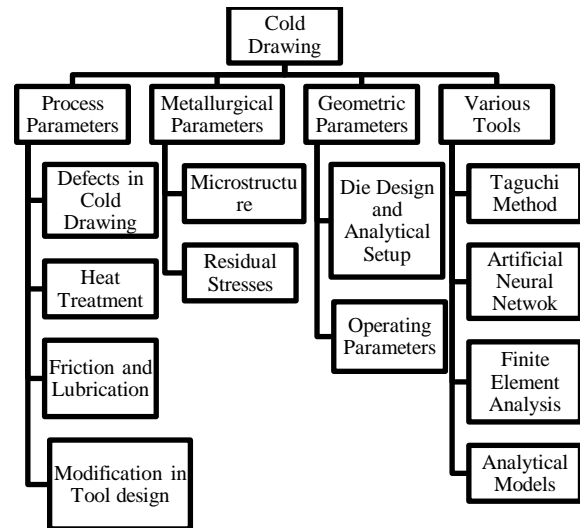 Cold
Drawing
Process
Parameters
Metallurgical
Parameters
Geometric
Parameters
Various
Tools
Defects in
Cold
Drawing
Heat
Treatment
Friction and
Lubrication
Modification in
Tool design
Microstructu
re
Residual
Stresses
Die Design
and
Analytical
Setup
Operating
Parameters
Taguchi
Method
Artificial
Neural
Netwok
Finite
Element
Analysis
Analytical
Models